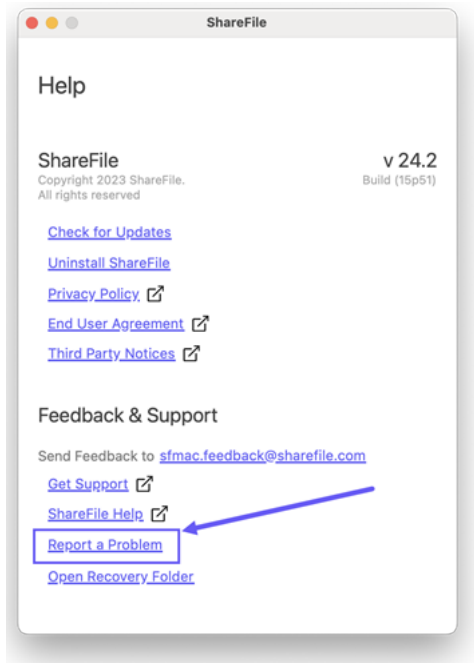 ShareFile
Help
ShareFile
v 24.2
Copyright 2023 ShareFile.
Build (15p51)
All rights reserved
Check for Updates
Uninstall ShareFile
Privacy Policy
End User Agreement
Third Party Notices
Feedback & Support
Send Feedback to sfmac.feedback@sharefile.com
Get Support
ShareFile Help
Report a Problem
Open Recovery Folder